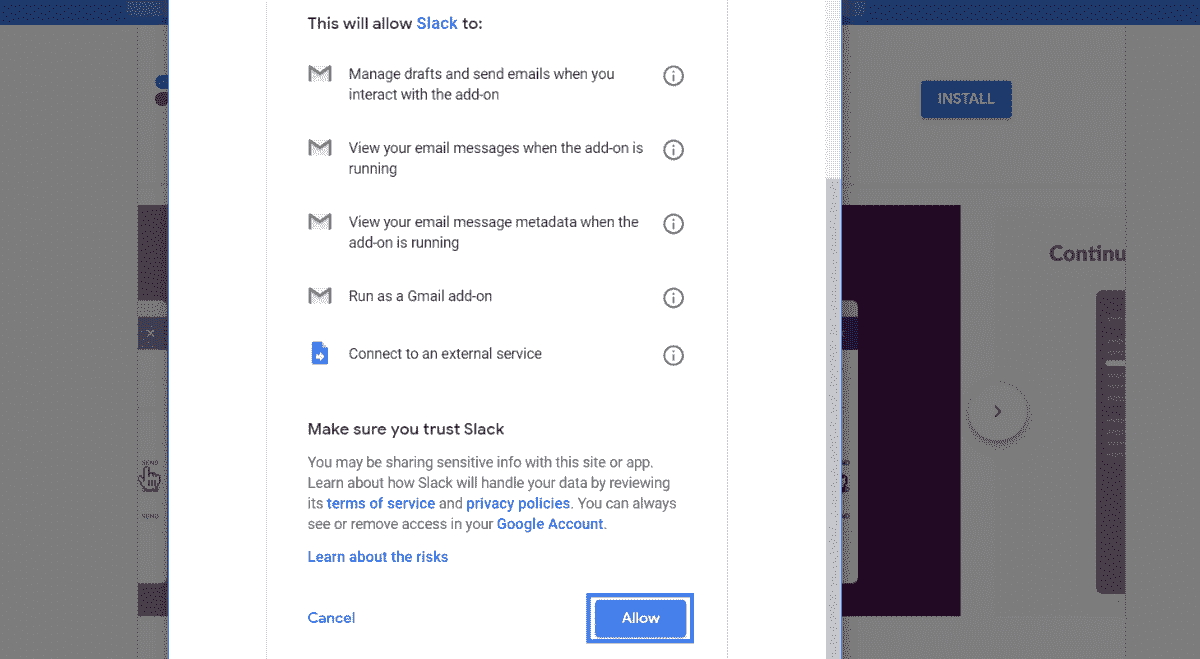 This will allow Slack to:
Manage drafts and send emails when you
interact with the add-on
View your email messages when the add-on is
running
View your email message metadata when the
add-on is running
Run as a Gmail add-on
Connect to an external service
Make sure you trust Slack
You may be sharing sensitive info with this site or app.
Learn about how Slack will handle your data by reviewing
its terms of service and privacy policies. You can always
see or remove access in your Google Account.
Learn about the risks
Cancel
Allow
INSTALL
Continu
SEND
SEND